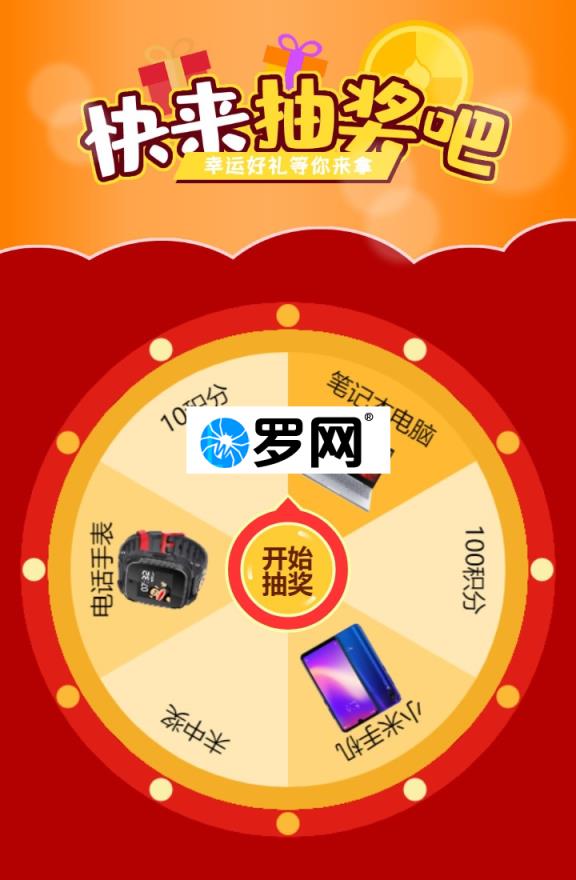 快来抽奖吧
幸运好礼等你来拿
10积分
笔记本电脑
罗网®
电话手表
100积分
开始
抽奖
未中奖
小米手机